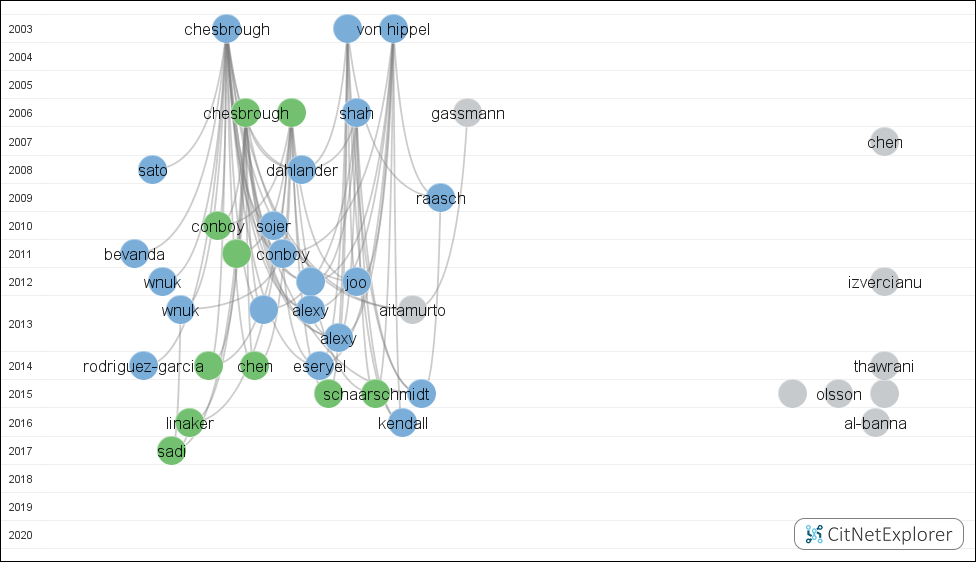 2003 chesbrough von hippel
2004
2005
2006 chesbrough shah gassmann
2007 chen
2008 sato dahlander
2009 raasch
2010 conboy sojer
2011 bevanda conboy
2012 wnuk joo izvercianu
wnuk alexy aitamurto
2013
alexy
2014 rodriguez-garcia chen eseryel thawrani
2015 schaarschmidt olsson
2016 linaker kendall al-banna
2017 sadi
2018
2019
2020
CitNetExplorer